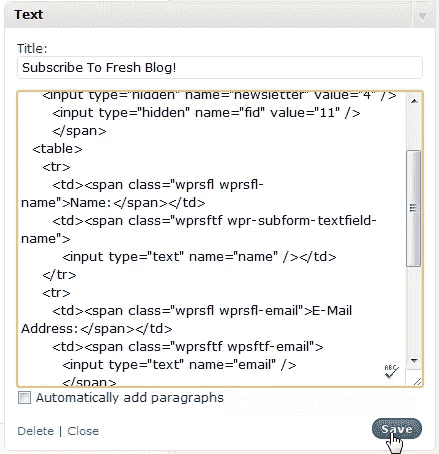 Text
Title:
Subscribe To Fresh Blog!
<input type="hidden" name="newsletter" value="4" />
<input type="hidden" name="fid" value="11" />
</span>
<table>
<tr>
<td><span class="wprsfl wprsfl-
name">Name:</span></td>
<td><span class="wprsftf wpr-subform-textfield-
name">
<input type="text" name="name" /></td>
</tr>
<tr>
<td><span class="wprsfl wprsfl-email">E-Mail
Address:</span></td>
<td><span class="wprsftf wpsftf-email">
<input type="text" name="email" />
</span>
ABC
Automatically add paragraphs
Delete | Close
Save